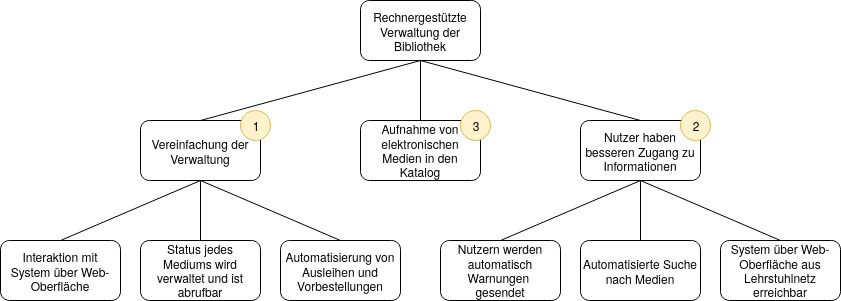 Rechnergestützte
Verwaltung der
Bibliothek
1
Vereinfachung der
Verwaltung
3
Aufnahme von
elektronischen
Medien in den
Katalog
2
Nutzer haben
besseren Zugang zu
Informationen
Interaktion mit
System über Web-
Oberfläche
Status jedes
Mediums wird
verwaltet und ist
abrufbar
Automatisierung von
Ausleihen und
Vorbestellungen
Nutzern werden
automatisch
Warnungen
gesendet
Automatisierte Suche
nach Medien
System über Web-
Oberfläche aus
Lehrstuhlnetz
erreichbar